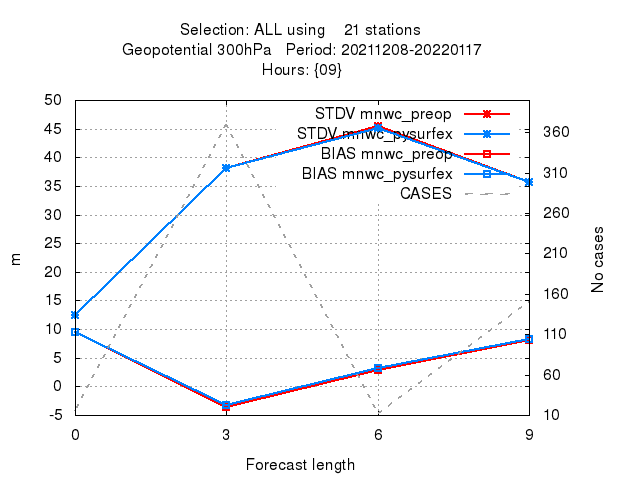 Selection: ALL using    21 stations
Geopotential 300hPa   Period: 20211208-20220117
Hours: {09}
50
45
40
35
30
25
20
15
10
5
0
-5
m
STDV mnwc_preop
STDV mnwc_pysurfex
BIAS mnwc_preop
BIAS mnwc_pysurfex
CASES
360
310
260
210
160
110
60
10
No cases
0 3 6 9
Forecast length